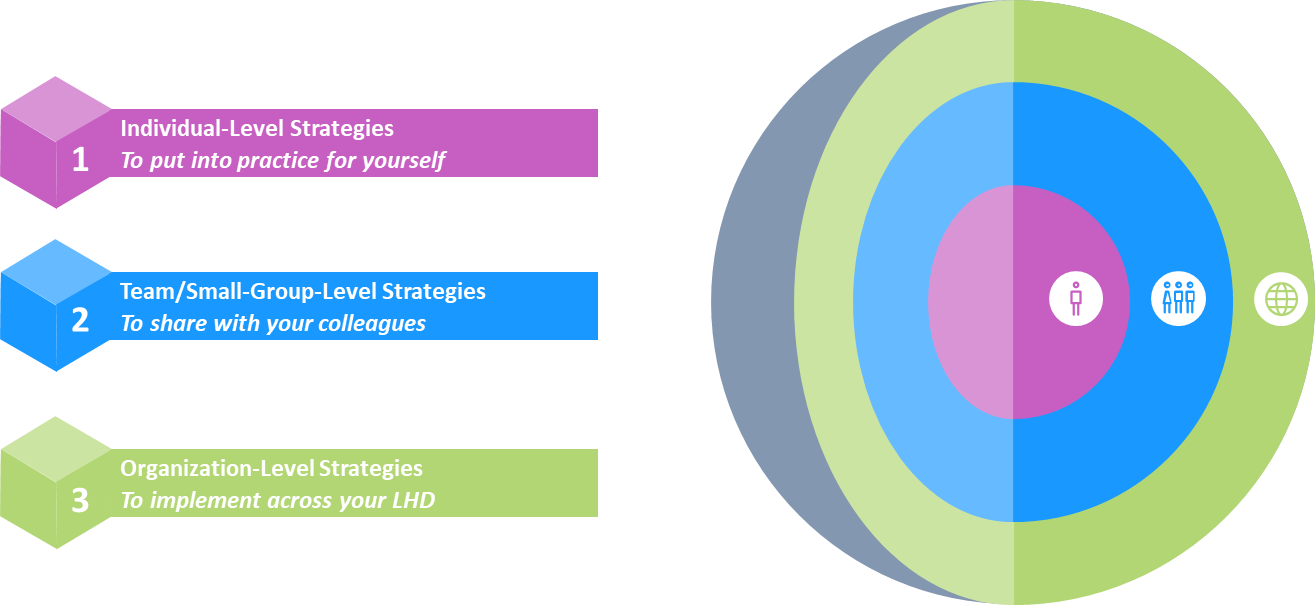 Individual-Level Strategies
1
To put into practice for yourself
Team/Small-Group-Level Strategies
2
To share with your colleagues
Organization-Level Strategies
3
To implement across your LHD